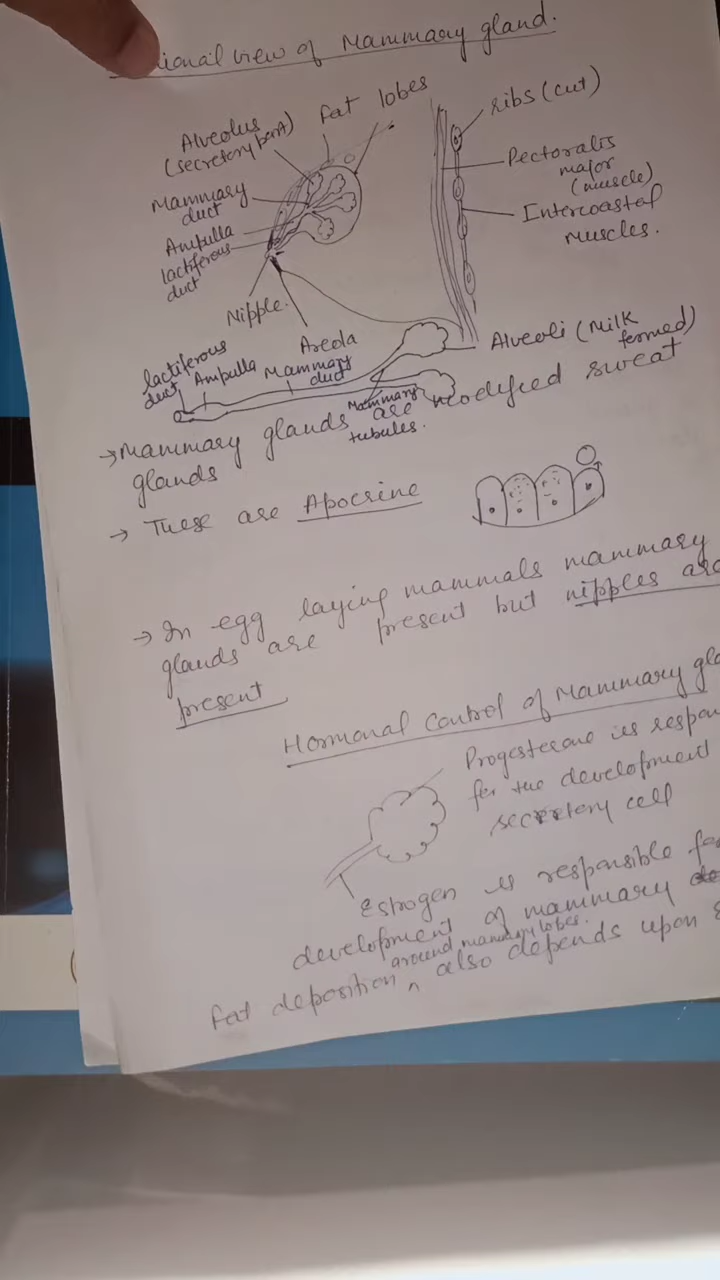 ional view of Mammary gland.
Alveolus
(secretory part)
Fat lobes
Mammary
duct
Ampulla
lactiferous
duct
Nipple.
Areola
ribs (cut)
Pectoralis
major
(muscle)
Intercoastal
Muscles.
lactiferous
duct
Ampulla
Mammary
duct
Mammary
tubules.
Alveoli (Milk
formed)
→ Mammary glands are modified sweat
glands
→ These are Apocrine
→ In egg laying mammals mammary
glands are present but nipples are
present
Hormonal Control of Mammary gla
Progesterone is respon
for the development
secretory cell
Estrogen is responsible fo
development of mammary
around mammary lobes.
Fat deposition ^ also depends upon